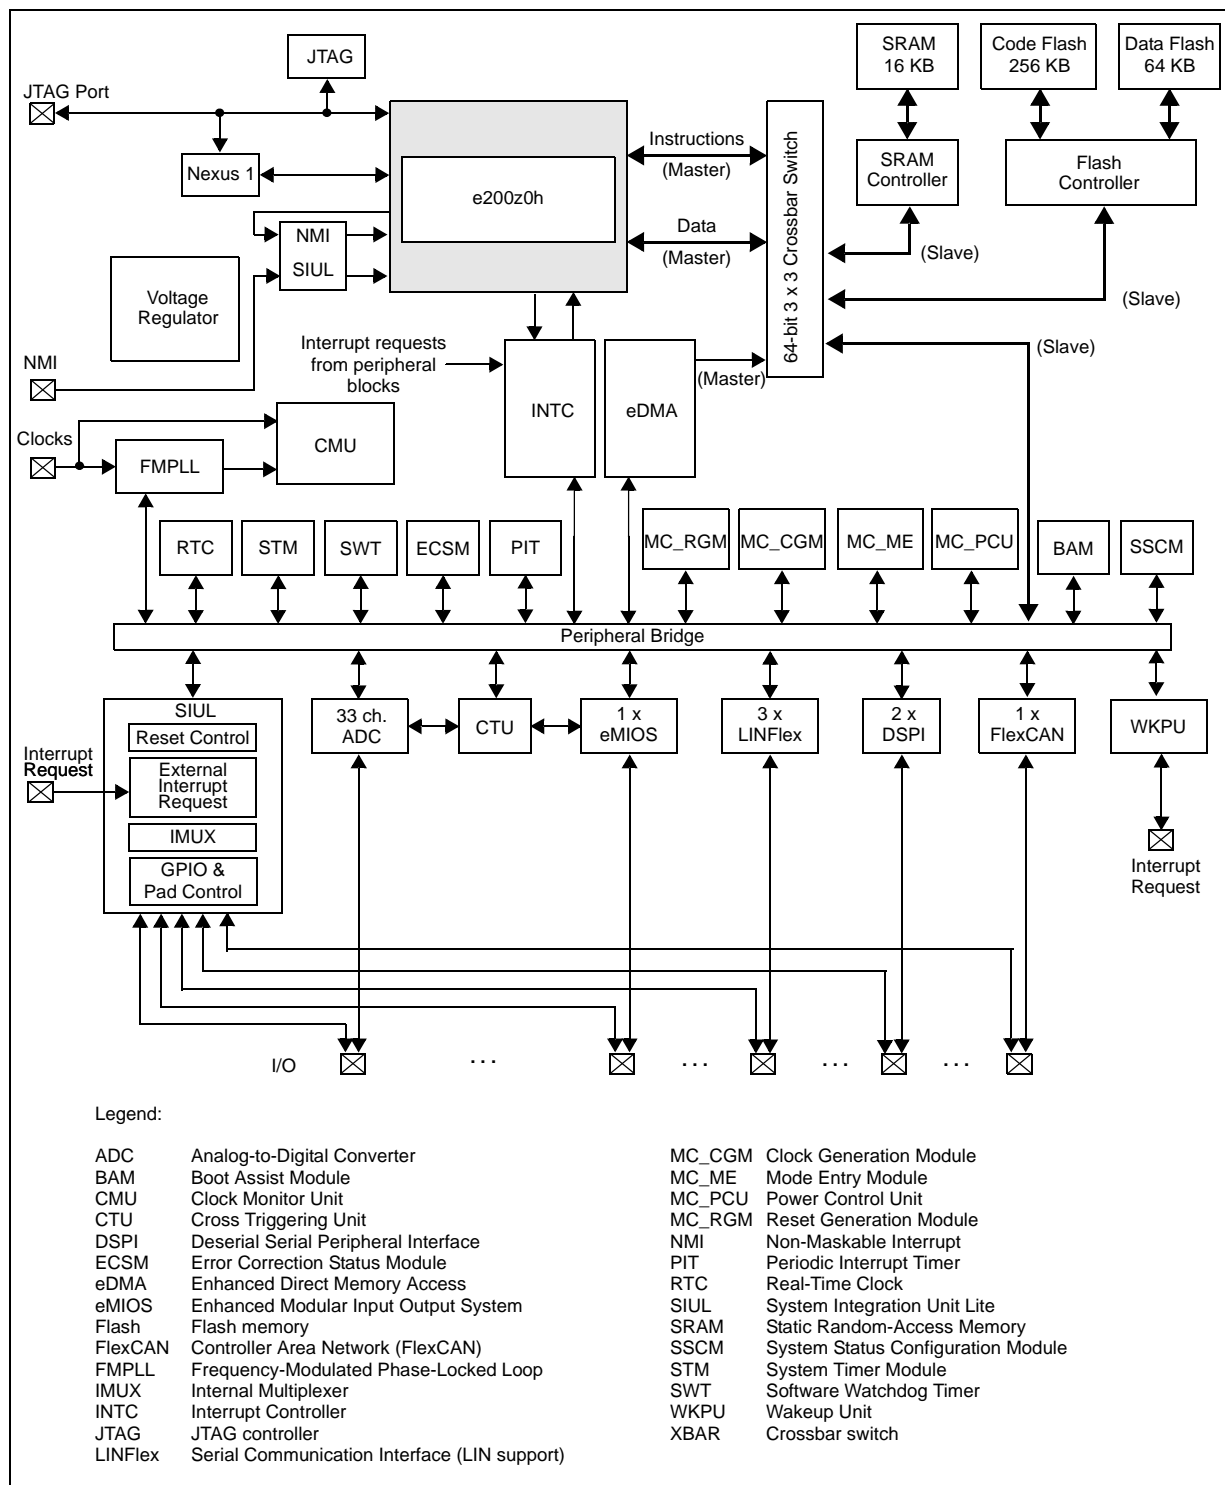 JTAG
SRAM
16 KB
Code Flash
256 KB
Data Flash
64 KB
JTAG Port
Nexus 1
e200z0h
Instructions
(Master)
Data
(Master)
64-bit 3 x 3 Crossbar Switch
SRAM
Controller
Flash
Controller
NMI
SIUL
(Slave)
(Slave)
(Slave)
Voltage
Regulator
NMI
Interrupt requests
from peripheral
blocks
INTC
eDMA
(Master)
Clocks
FMPLL
CMU
RTC
STM
SWT
ECSM
PIT
MC_RGM
MC_CGM
MC_ME
MC_PCU
BAM
SSCM
Peripheral Bridge
SIUL
Reset Control
External
Interrupt
Request
IMUX
GPIO &
Pad Control
Interrupt
Request
33 ch.
ADC
CTU
1 x
eMIOS
3 x
LINFlex
2 x
DSPI
1 x
FlexCAN
WKPU
Interrupt
Request
I/O
. . .
. . .
. . .
. . .
Legend:
ADC Analog-to-Digital Converter
BAM Boot Assist Module
CMU Clock Monitor Unit
CTU Cross Triggering Unit
DSPI Deserial Serial Peripheral Interface
ECSM Error Correction Status Module
eDMA Enhanced Direct Memory Access
eMIOS Enhanced Modular Input Output System
Flash Flash memory
FlexCAN Controller Area Network (FlexCAN)
FMPLL Frequency-Modulated Phase-Locked Loop
IMUX Internal Multiplexer
INTC Interrupt Controller
JTAG JTAG controller
LINFlex Serial Communication Interface (LIN support)
MC_CGM Clock Generation Module
MC_ME Mode Entry Module
MC_PCU Power Control Unit
MC_RGM Reset Generation Module
NMI Non-Maskable Interrupt
PIT Periodic Interrupt Timer
RTC Real-Time Clock
SIUL System Integration Unit Lite
SRAM Static Random-Access Memory
SSCM System Status Configuration Module
STM System Timer Module
SWT Software Watchdog Timer
WKPU Wakeup Unit
XBAR Crossbar switch